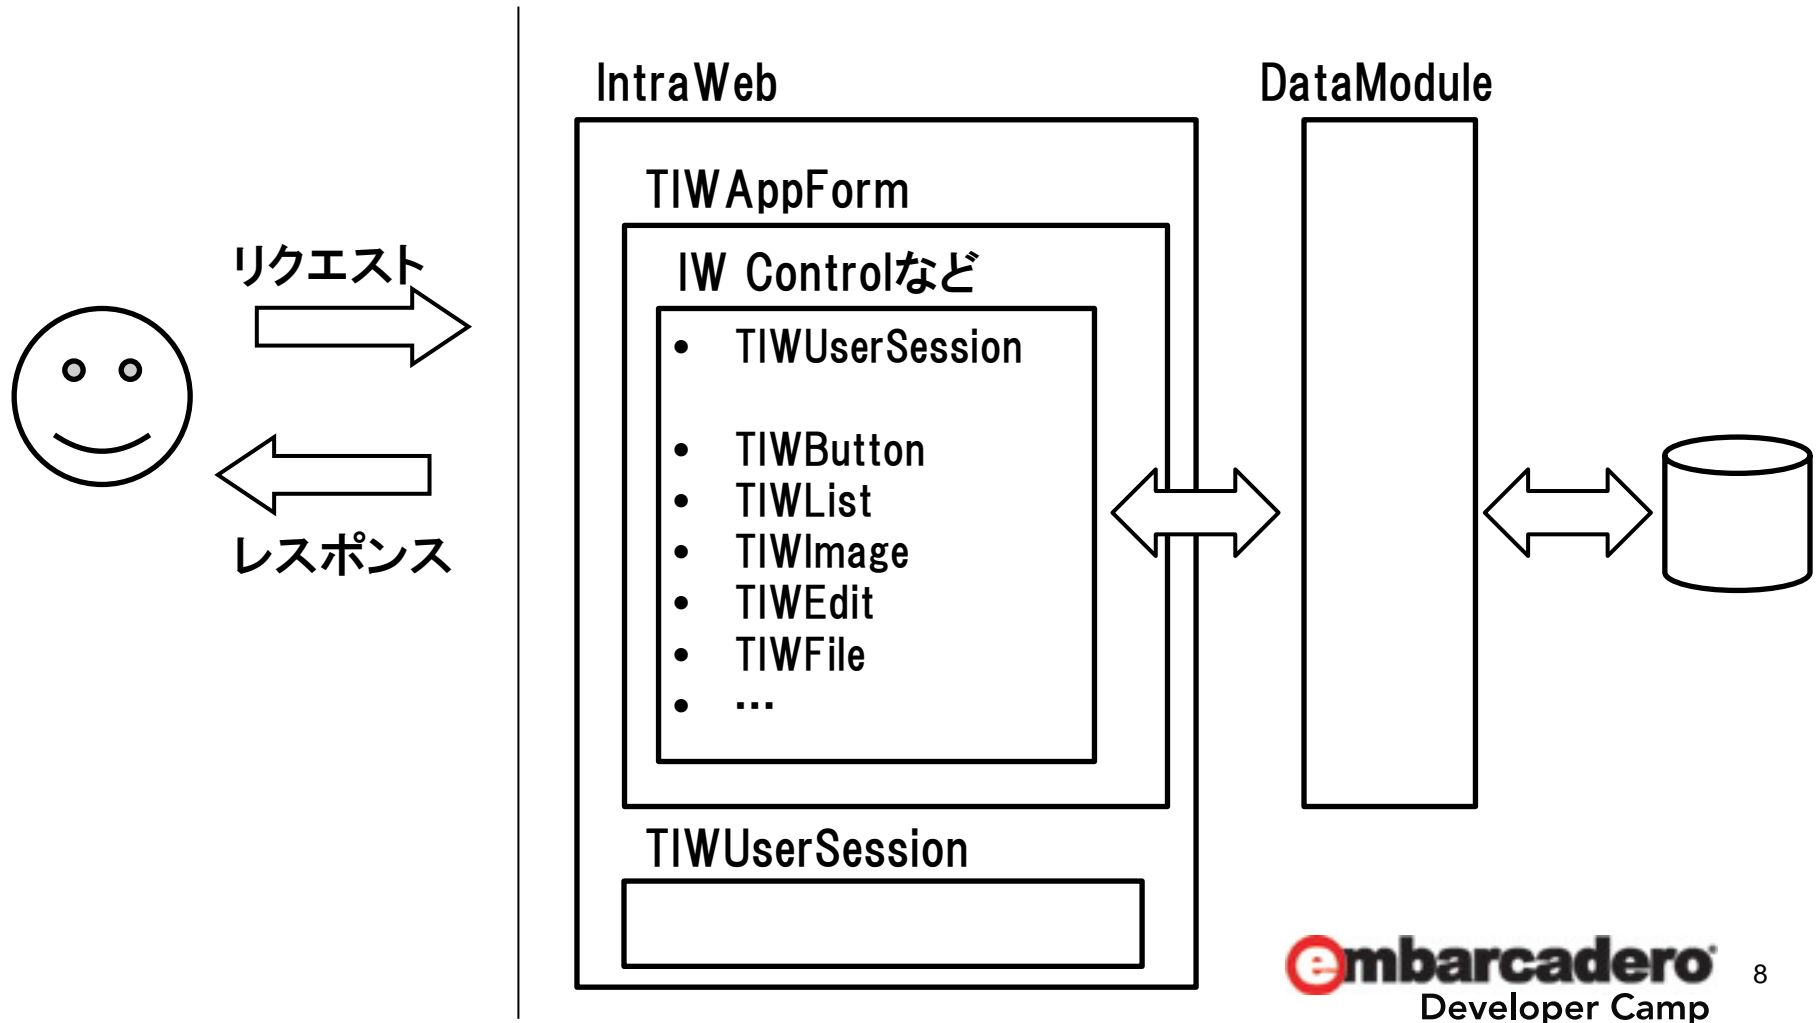 IntraWeb
DataModule
TIWAppForm
リクエスト
IW Controlなど
• TIWUserSession
• TIWButton
• TIWList
• TIWImage
• TIWEdit
• TIWFile
• …
レスポンス
TIWUserSession
embarcadero®
Developer Camp
8